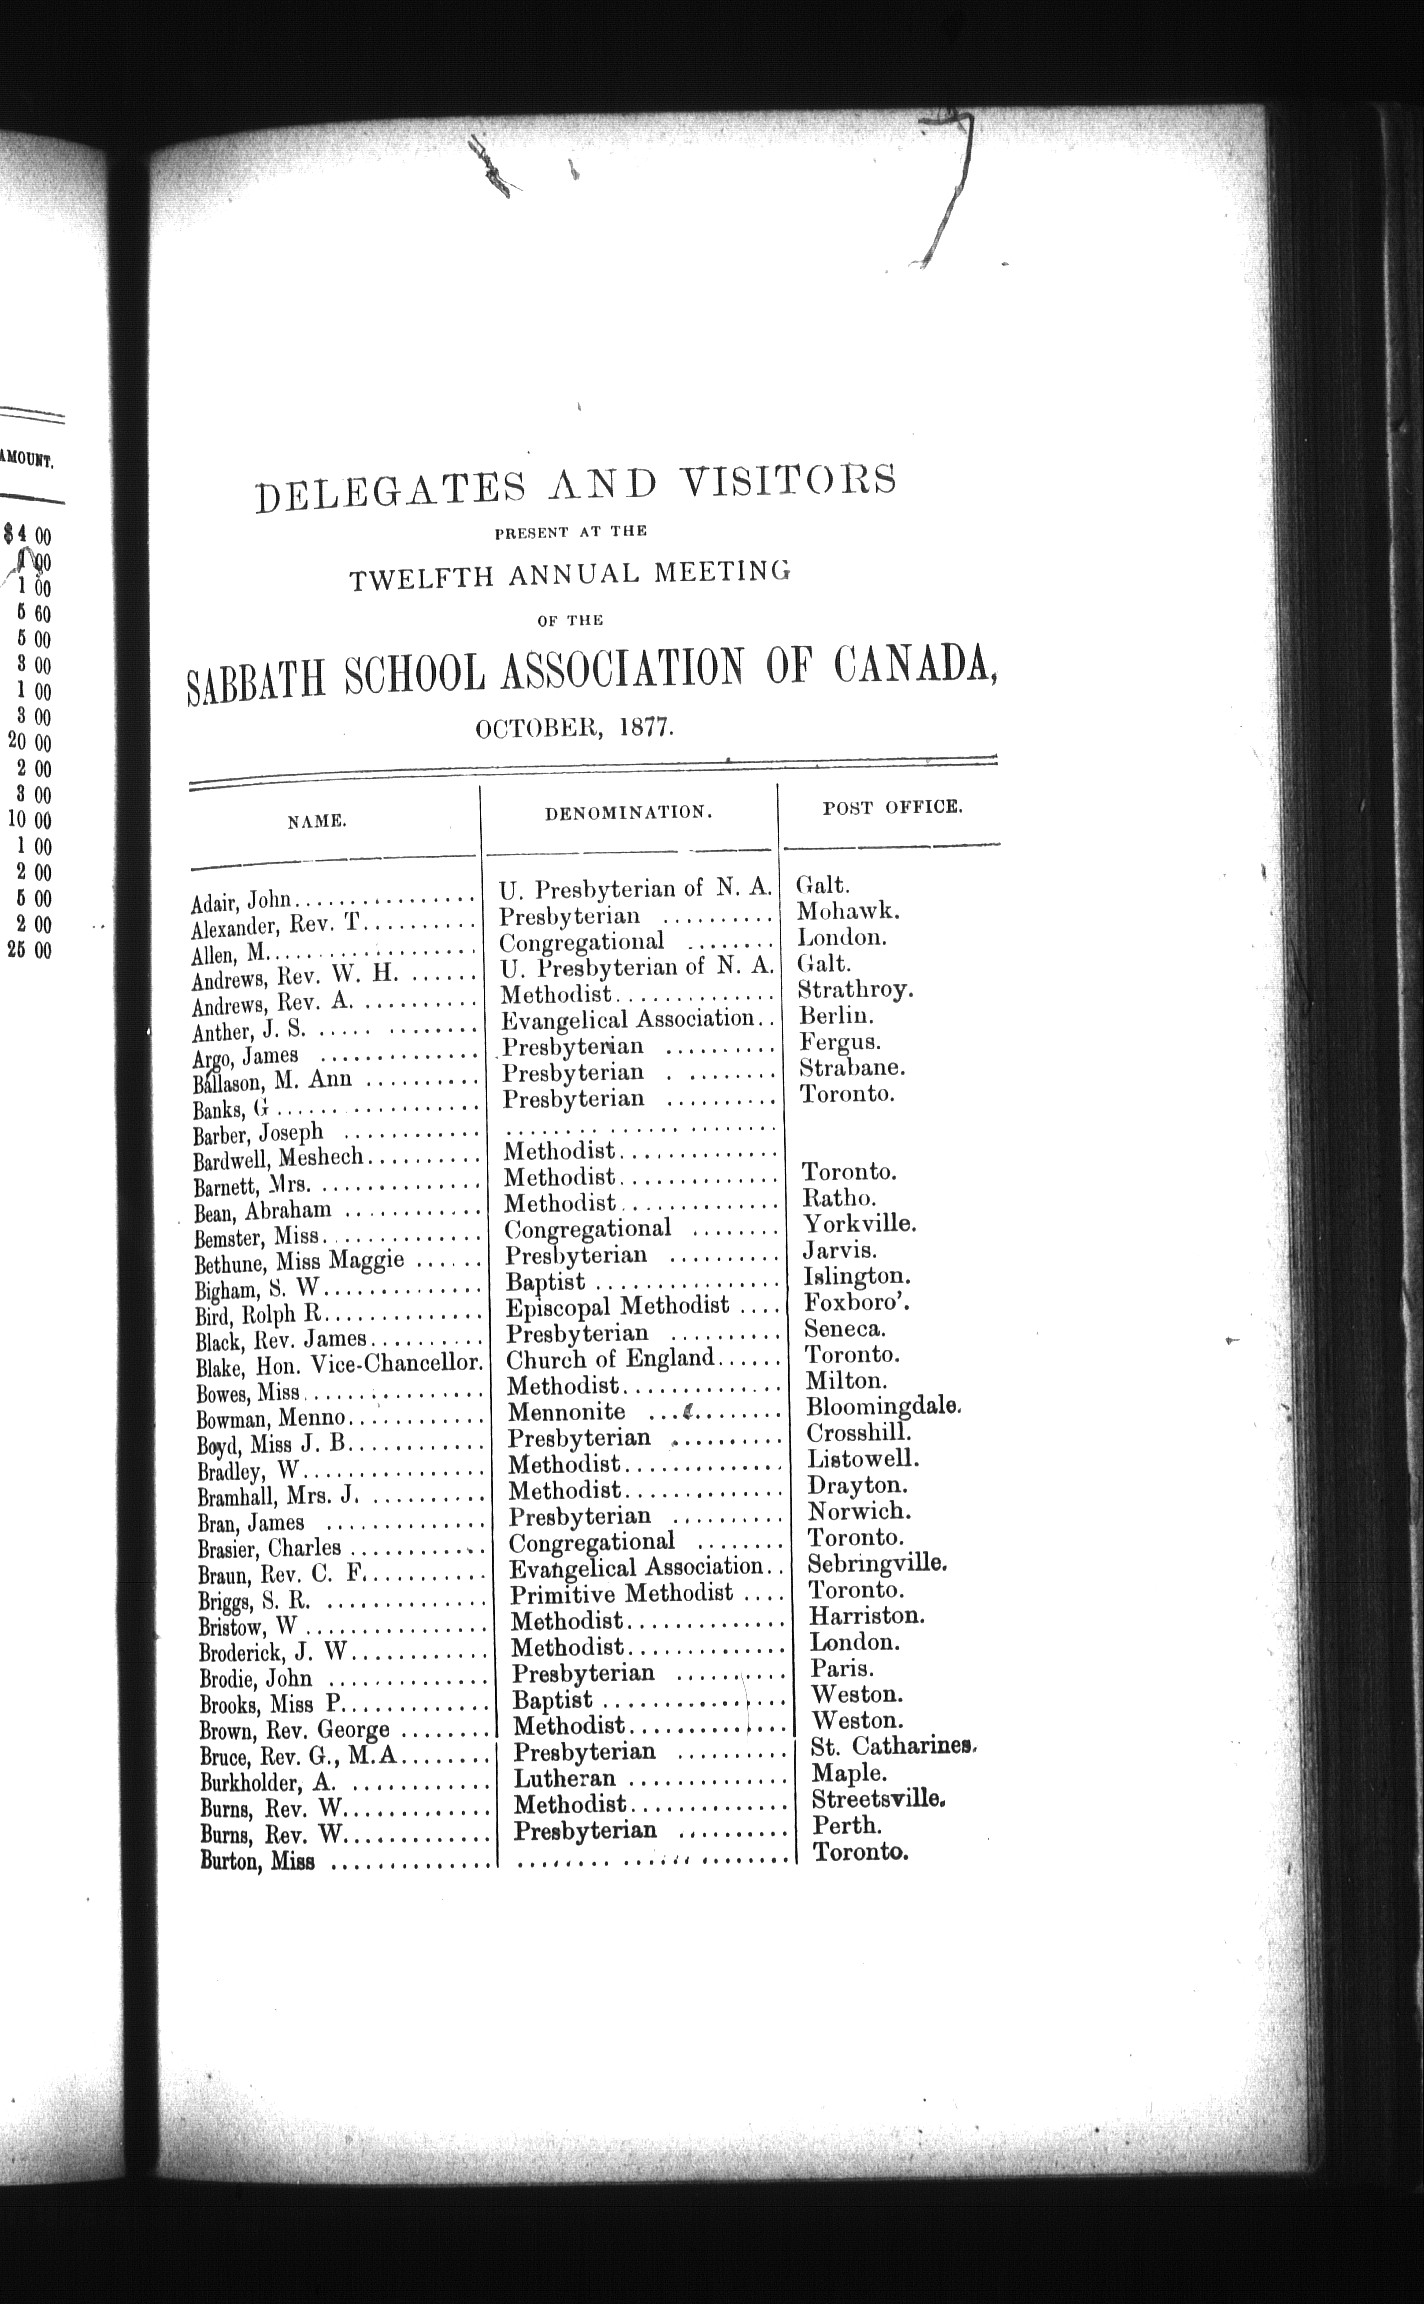 AMOUNT.
$4 00
1 00
1 00
5 60
5 00
3 00
1 00
3 00
20 00
2 00
3 00
10 00
1 00
2 00
5 00
2 00
25 00
DELEGATES AND VISITORS
PRESENT AT THE
TWELFTH ANNUAL MEETING
OF THE
SABBATH SCHOOL ASSOCIATION OF CANADA,
OCTOBER, 1877.
NAME. DENOMINATION. POST OFFICE.
Adair, John................ U. Presbyterian of N. A. Galt.
Alexander, Rev. T.......... Presbyterian .......... Mohawk.
Allen, M.................... Congregational ........ London.
Andrews, Rev. W. H. ...... U. Presbyterian of N. A. Galt.
Andrews, Rev. A. .......... Methodist.............. Strathroy.
Anther, J. S. ..... ........ Evangelical Association.. Berlin.
Argo, James .............. Presbyterian .......... Fergus.
Ballason, M. Ann .......... Presbyterian . ........ Strabane.
Banks, G.................... Presbyterian .......... Toronto.
Barber, Joseph ............ ........................
Bardwell, Meshech.......... Methodist..............
Barnett, Mrs. .............. Methodist.............. Toronto.
Bean, Abraham ............ Methodist.............. Ratho.
Bemster, Miss.............. Congregational ........ Yorkville.
Bethune, Miss Maggie ...... Presbyterian .......... Jarvis.
Bigham, S. W.............. Baptist ................ Islington.
Bird, Rolph R.............. Episcopal Methodist .... Foxboro'.
Black, Rev. James.......... Presbyterian .......... Seneca.
Blake, Hon. Vice-Chancellor. Church of England...... Toronto.
Bowes, Miss................ Methodist.............. Milton.
Bowman, Menno............ Mennonite ............ Bloomingdale.
Boyd, Miss J. B............ Presbyterian .......... Crosshill.
Bradley, W................ Methodist.............. Listowell.
Bramhall, Mrs. J. .......... Methodist.............. Drayton.
Bran, James .............. Presbyterian .......... Norwich.
Brasier, Charles ............ Congregational ........ Toronto.
Braun, Rev. C. F........... Evangelical Association.. Sebringville.
Briggs, S. R. .............. Primitive Methodist .... Toronto.
Bristow, W ................ Methodist.............. Harriston.
Broderick, J. W............ Methodist.............. London.
Brodie, John .............. Presbyterian .......... Paris.
Brooks, Miss P............. Baptist ................ Weston.
Brown, Rev. George ........ Methodist.............. Weston.
Bruce, Rev. G., M.A........ Presbyterian .......... St. Catharines.
Burkholder, A. ............ Lutheran .............. Maple.
Burns, Rev. W............. Methodist.............. Streetsville.
Burns, Rev. W............. Presbyterian .......... Perth.
Burton, Miss .............. ........................ Toronto.